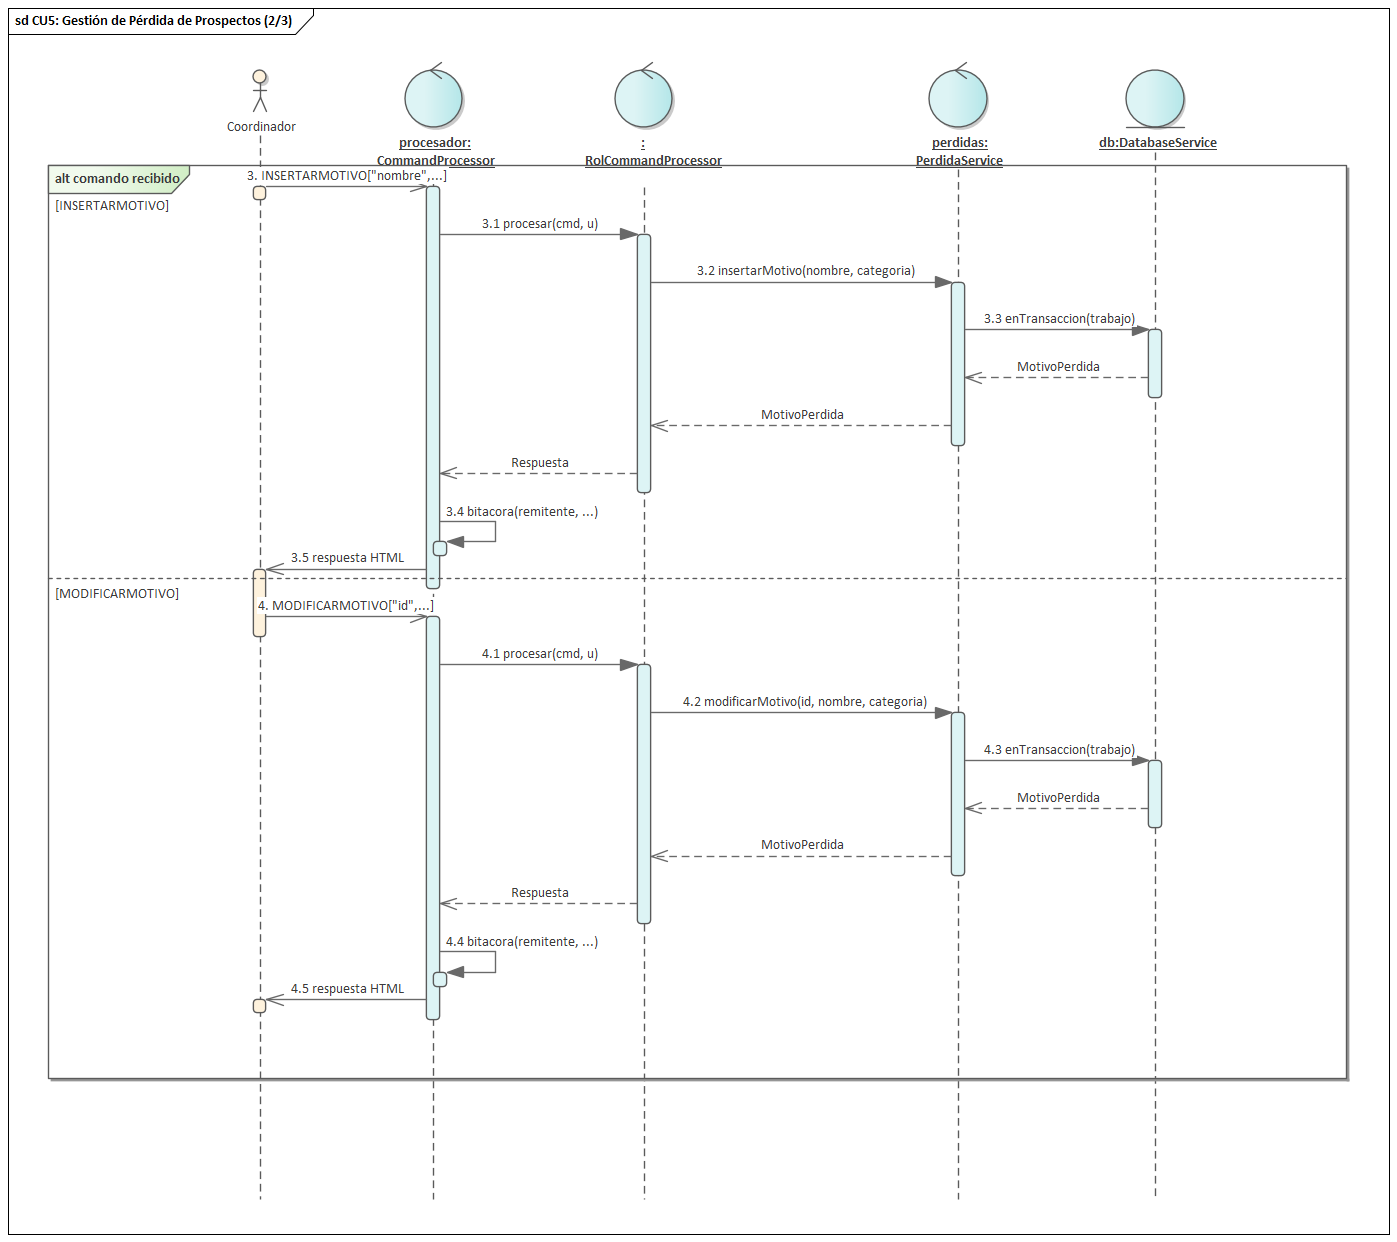 sd CU5: Gestión de Pérdida de Prospectos (2/3)
Coordinador
procesador:
CommandProcessor
:
RolCommandProcessor
perdidas:
PerdidaService
db:DatabaseService
alt comando recibido
[INSERTARMOTIVO]
3. INSERTARMOTIVO["nombre",...]
3.1 procesar(cmd, u)
3.2 insertarMotivo(nombre, categoria)
3.3 enTransaccion(trabajo)
MotivoPerdida
MotivoPerdida
Respuesta
3.4 bitacora(remitente, ...)
3.5 respuesta HTML
[MODIFICARMOTIVO]
4. MODIFICARMOTIVO["id",...]
4.1 procesar(cmd, u)
4.2 modificarMotivo(id, nombre, categoria)
4.3 enTransaccion(trabajo)
MotivoPerdida
MotivoPerdida
Respuesta
4.4 bitacora(remitente, ...)
4.5 respuesta HTML